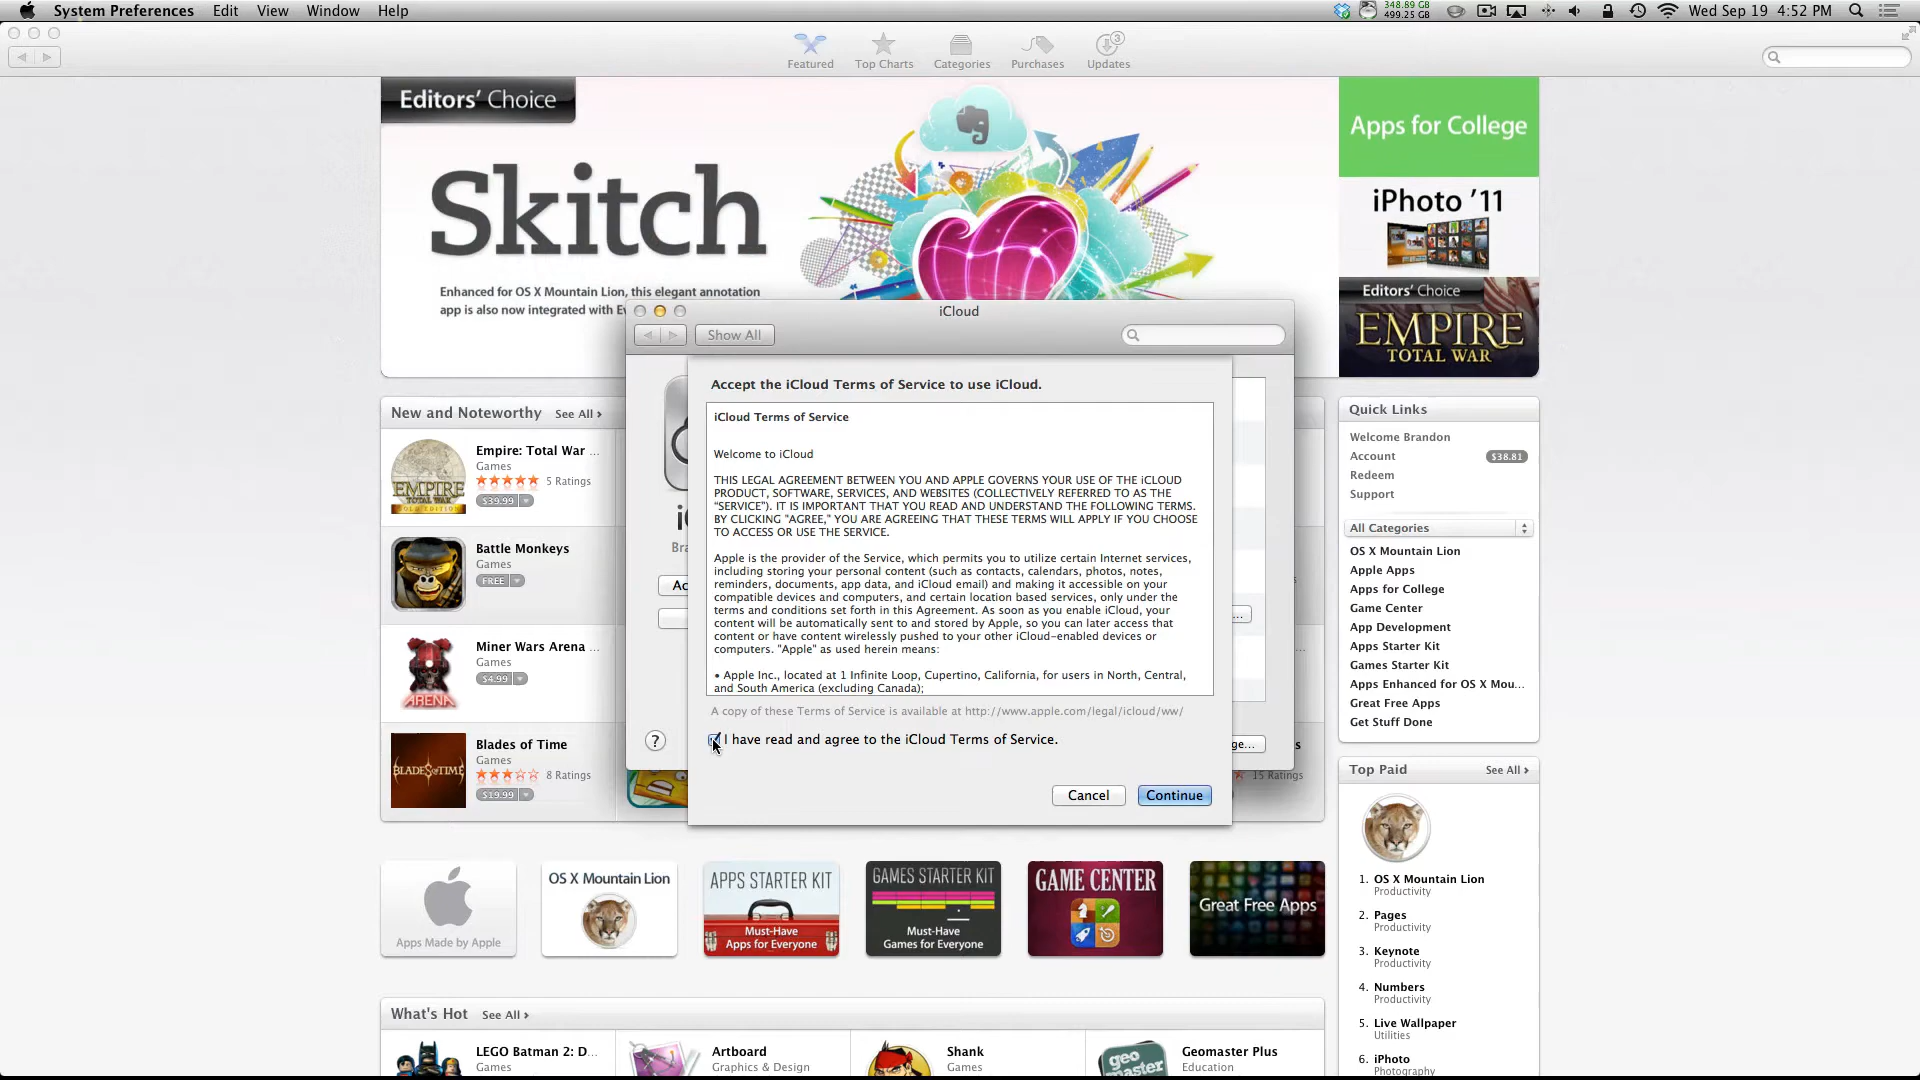 System Preferences Edit View Window Help
348.89 GB
499.25 GB
Wed Sep 19 4:52 PM
Featured Top Charts Categories Purchases Updates
3
Editors' Choice
Skitch
Enhanced for OS X Mountain Lion, this elegant annotation
app is also now integrated with Ev
Apps for College
iPhoto '11
Editors' Choice
EMPIRE
TOTAL WAR
iCloud
Show All
Accept the iCloud Terms of Service to use iCloud.
iCloud Terms of Service
Welcome to iCloud
THIS LEGAL AGREEMENT BETWEEN YOU AND APPLE GOVERNS YOUR USE OF THE iCLOUD
PRODUCT, SOFTWARE, SERVICES, AND WEBSITES (COLLECTIVELY REFERRED TO AS THE
"SERVICE"). IT IS IMPORTANT THAT YOU READ AND UNDERSTAND THE FOLLOWING TERMS.
BY CLICKING "AGREE," YOU ARE AGREEING THAT THESE TERMS WILL APPLY IF YOU CHOOSE
TO ACCESS OR USE THE SERVICE.
Apple is the provider of the Service, which permits you to utilize certain Internet services,
including storing your personal content (such as contacts, calendars, photos, notes,
reminders, documents, app data, and iCloud email) and making it accessible on your
compatible devices and computers, and certain location based services, only under the
terms and conditions set forth in this Agreement. As soon as you enable iCloud, your
content will be automatically sent to and stored by Apple, so you can later access that
content or have content wirelessly pushed to your other iCloud-enabled devices or
computers. "Apple" as used herein means:
• Apple Inc., located at 1 Infinite Loop, Cupertino, California, for users in North, Central,
and South America (excluding Canada);
A copy of these Terms of Service is available at http://www.apple.com/legal/icloud/ww/
I have read and agree to the iCloud Terms of Service.
Cancel Continue
?
Bra
Ac
...
ge...
s
15 Ratings
New and Noteworthy See All ›
Empire: Total War ...
Games
5 Ratings
$39.99
EMPIRE
TOTAL WAR
GOLD EDITION
Battle Monkeys
Games
FREE
Miner Wars Arena ...
Games
$4.99
ARENA
Blades of Time
Games
8 Ratings
$19.99
BLADES OF TIME
Quick Links
Welcome Brandon
Account $38.81
Redeem
Support
All Categories
OS X Mountain Lion
Apple Apps
Apps for College
Game Center
App Development
Apps Starter Kit
Games Starter Kit
Apps Enhanced for OS X Mou...
Great Free Apps
Get Stuff Done
Top Paid See All ›
1. OS X Mountain Lion
Productivity
2. Pages
Productivity
3. Keynote
Productivity
4. Numbers
Productivity
5. Live Wallpaper
Utilities
6. iPhoto
Photography
Apps Made by Apple
OS X Mountain Lion
APPS STARTER KIT
Must-Have
Apps for Everyone
GAMES STARTER KIT
Must-Have
Games for Everyone
GAME CENTER
Great Free Apps
What's Hot See All ›
LEGO Batman 2: D...
Games
Artboard
Graphics & Design
Shank
Games
geo
master
Geomaster Plus
Education